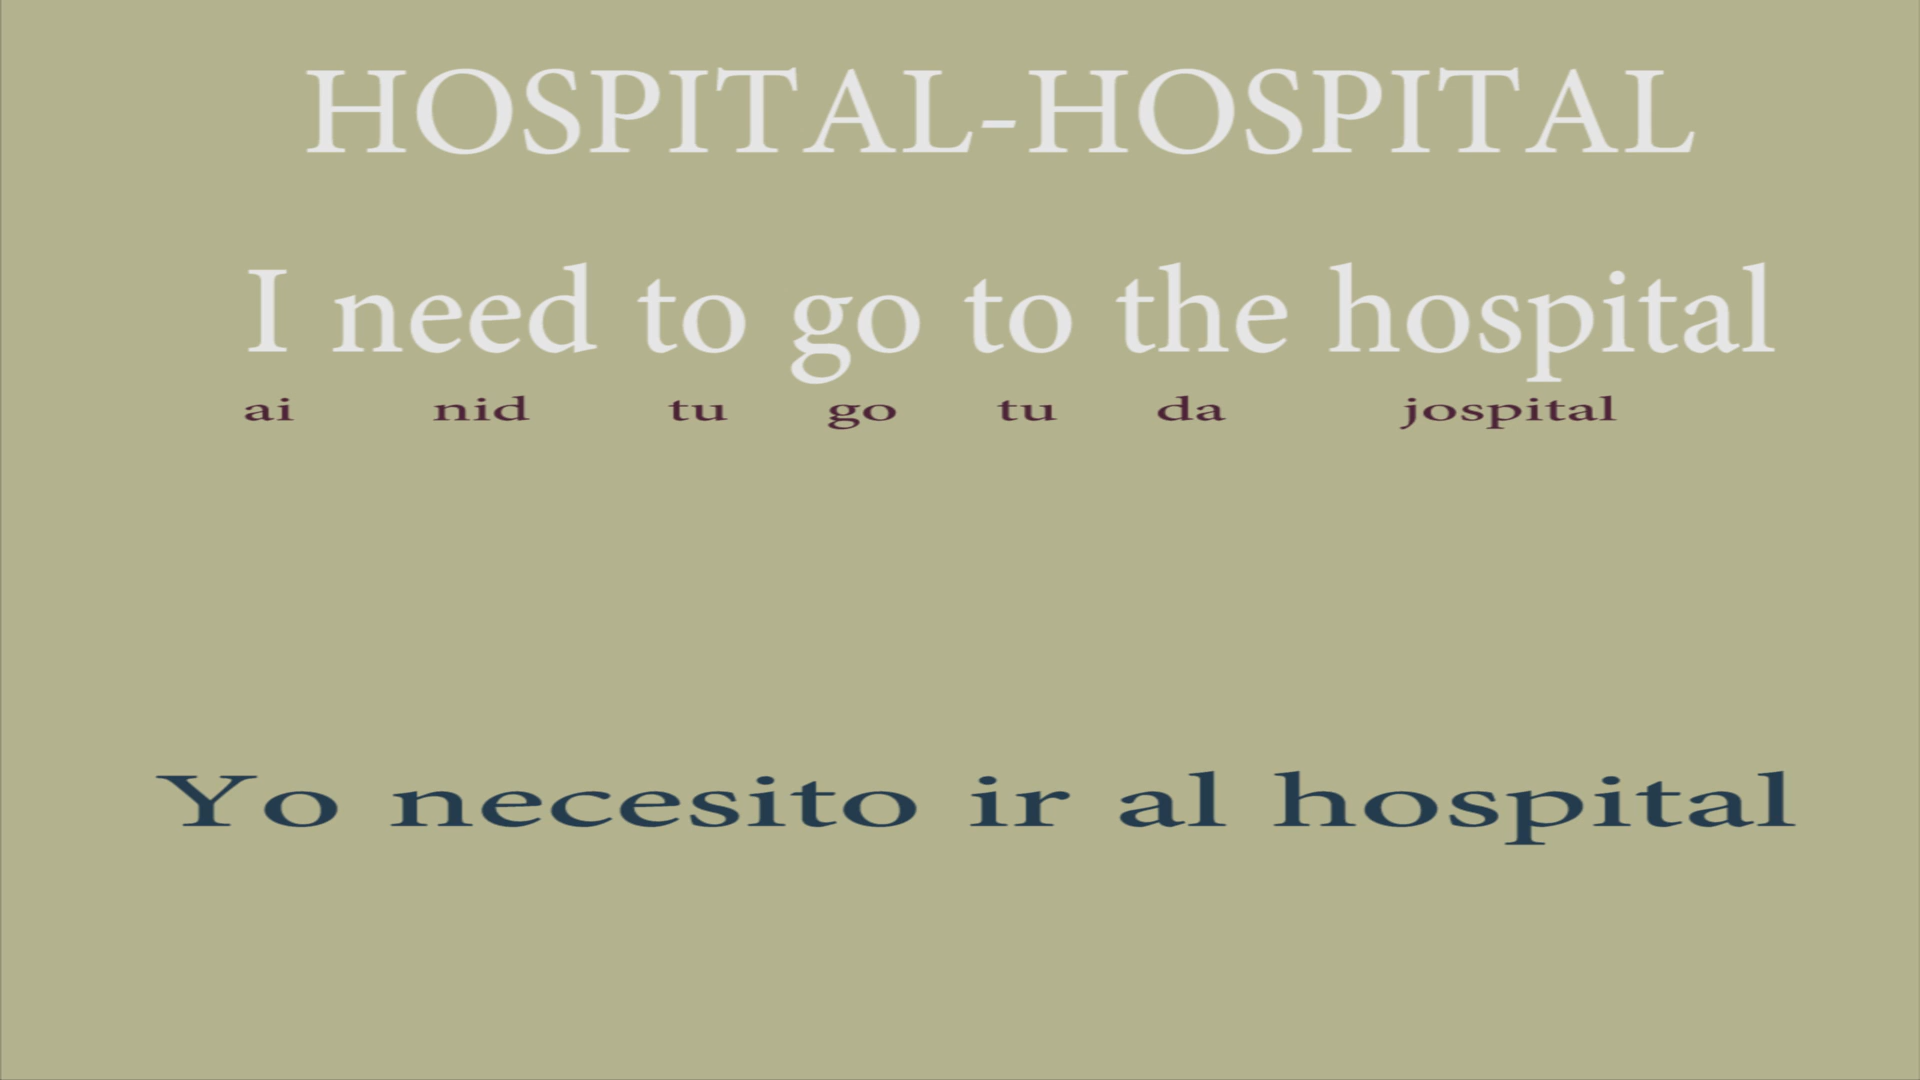 HOSPITAL-HOSPITAL
I need to go to the hospital
ai nid tu go tu da jospital
Yo necesito ir al hospital